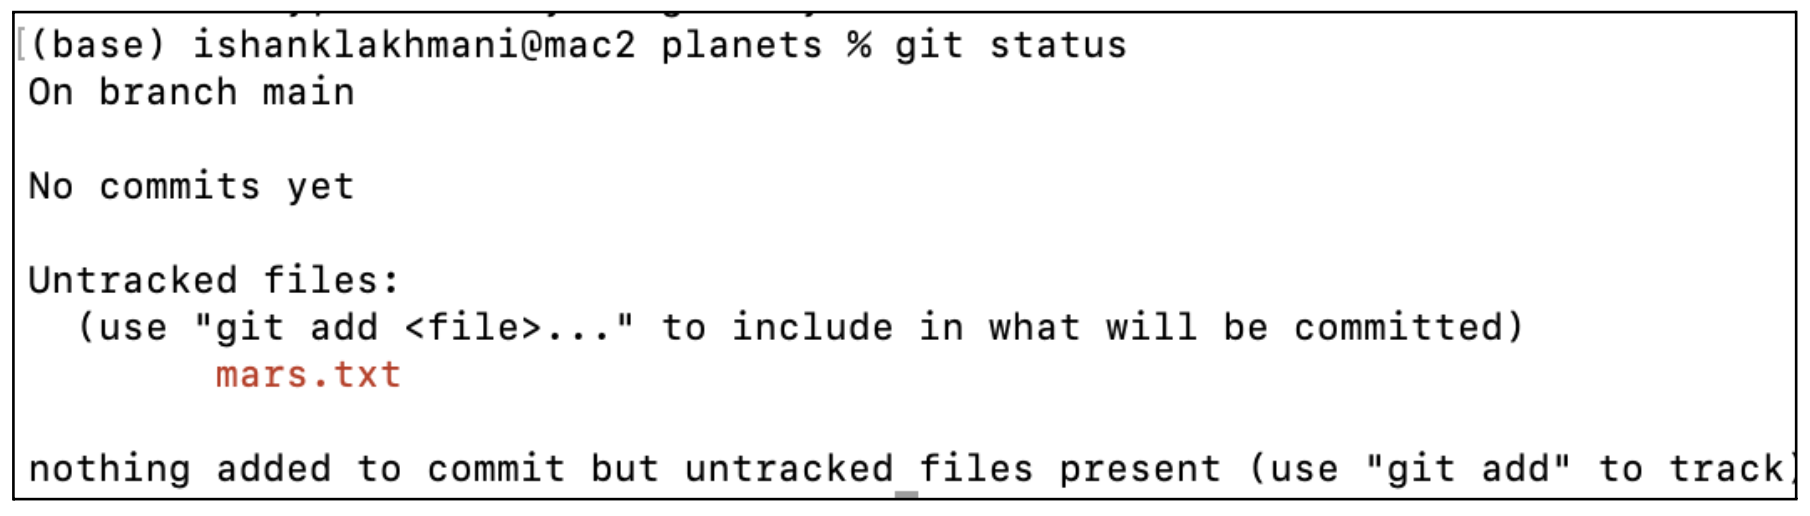 [(base) ishanklakhmani@mac2 planets % git status
On branch main
No commits yet
Untracked files:
(use "git add <file>..." to include in what will be committed)
mars.txt
nothing added to commit but untracked files present (use "git add" to track)